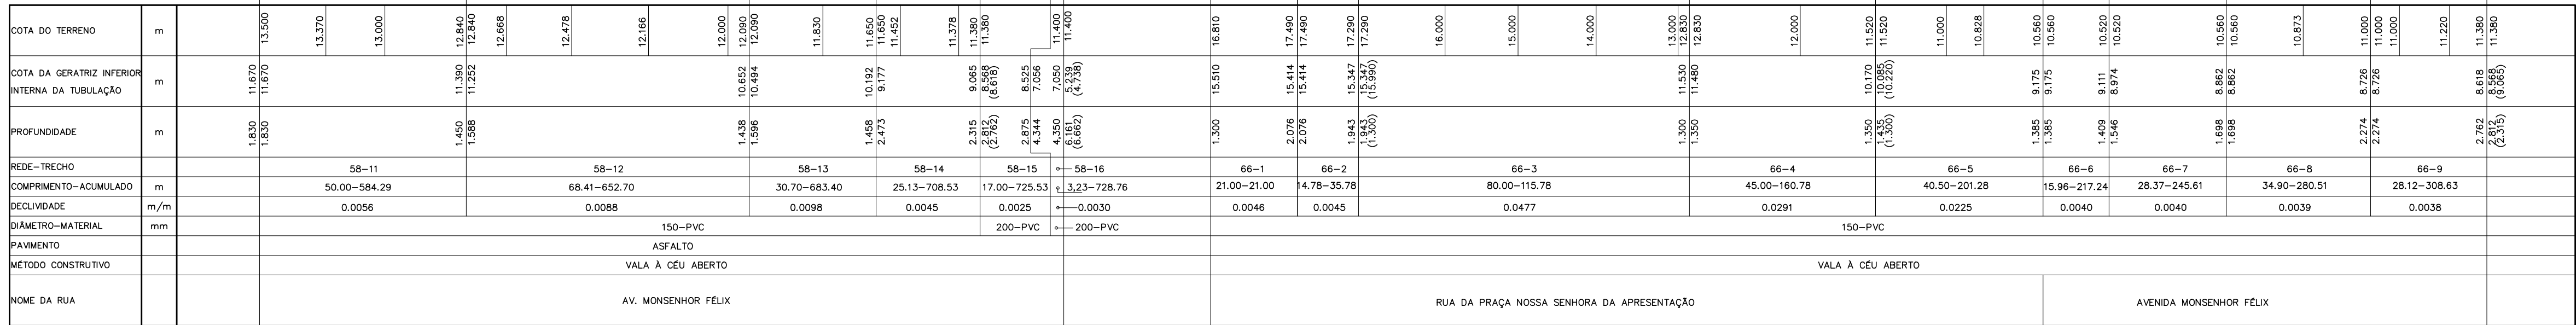 COTA DO TERRENO m 13.500 13.370 13.000 12.840 12.840 12.668 12.478 12.166 12.000 12.090 12.090 11.830 11.650 11.650 11.452 11.378 11.380 11.380 11.400 11.400 16.810 17.490 17.490 17.290 17.290 16.000 15.000 14.000 13.000 12.830 12.830 12.000 11.520 11.520 11.000 10.828 10.560 10.560 10.520 10.520 10.560 10.560 10.873 11.000 11.000 11.000 11.220 11.380 11.380
COTA DA GERATRIZ INFERIOR
INTERNA DA TUBULAÇÃO m 11.670 11.670 11.390 11.252 10.652 10.494 10.192 9.177 9.065 8.568 (8.618) 8.525 7.056 7,050 5.239 (4.738) 15.510 15.414 15.414 15.347 15.347 (15.990) 11.530 11.480 10.170 10.085 (10.220) 9.175 9.175 9.111 8.974 8.862 8.862 8.726 8.726 8.618 8.568 (9.065)
PROFUNDIDADE m 1.830 1.830 1.450 1.588 1.438 1.596 1.458 2.473 2.315 2.812 (2.762) 2.875 4.344 4,350 6.161 (6.662) 1.300 2.076 2.076 1.943 1.943 (1.300) 1.300 1.350 1.350 1.435 (1.300) 1.385 1.385 1.409 1.546 1.698 1.698 2.274 2.274 2.762 2.812 (2.315)
REDE-TRECHO 58-11 58-12 58-13 58-14 58-15 58-16 66-1 66-2 66-3 66-4 66-5 66-6 66-7 66-8 66-9
COMPRIMENTO-ACUMULADO m 50.00-584.29 68.41-652.70 30.70-683.40 25.13-708.53 17.00-725.53 3,23-728.76 21.00-21.00 14.78-35.78 80.00-115.78 45.00-160.78 40.50-201.28 15.96-217.24 28.37-245.61 34.90-280.51 28.12-308.63
DECLIVIDADE m/m 0.0056 0.0088 0.0098 0.0045 0.0025 0.0030 0.0046 0.0045 0.0477 0.0291 0.0225 0.0040 0.0040 0.0039 0.0038
DIÂMETRO-MATERIAL mm 150-PVC 200-PVC 200-PVC 150-PVC
PAVIMENTO ASFALTO
MÉTODO CONSTRUTIVO VALA À CÉU ABERTO VALA À CÉU ABERTO
NOME DA RUA AV. MONSENHOR FÉLIX RUA DA PRAÇA NOSSA SENHORA DA APRESENTAÇÃO AVENIDA MONSENHOR FÉLIX